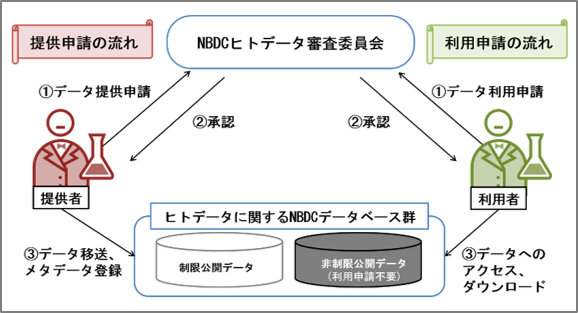 提供申請の流れ
NBDCヒトデータ審査委員会
利用申請の流れ
①データ提供申請
①データ利用申請
②承認
②承認
提供者
利用者
ヒトデータに関するNBDCデータベース群
③データ移送、
メタデータ登録
制限公開データ
非制限公開データ
(利用申請不要)
③データへの
アクセス、
ダウンロード